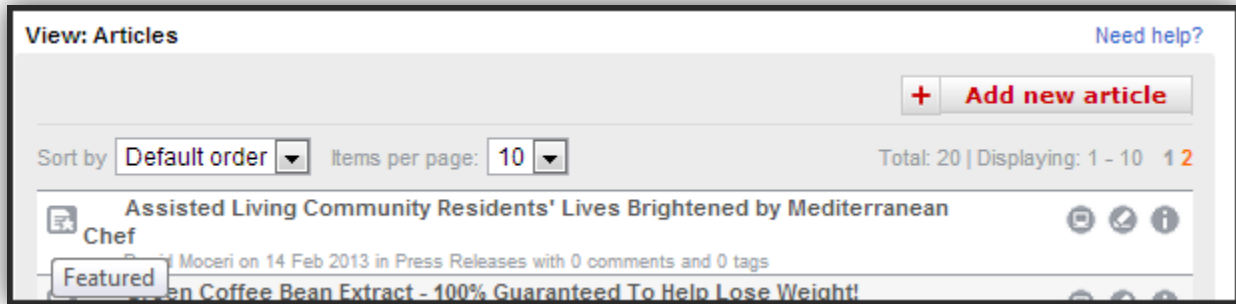 View: Articles
Need help?
+ Add new article
Sort by Default order Items per page: 10 Total: 20 | Displaying: 1 - 10 1 2
Assisted Living Community Residents' Lives Brightened by Mediterranean
Chef
Moceri on 14 Feb 2013 in Press Releases with 0 comments and 0 tags
Featured
Coffee Bean Extract - 100% Guaranteed To Help Lose Weight!